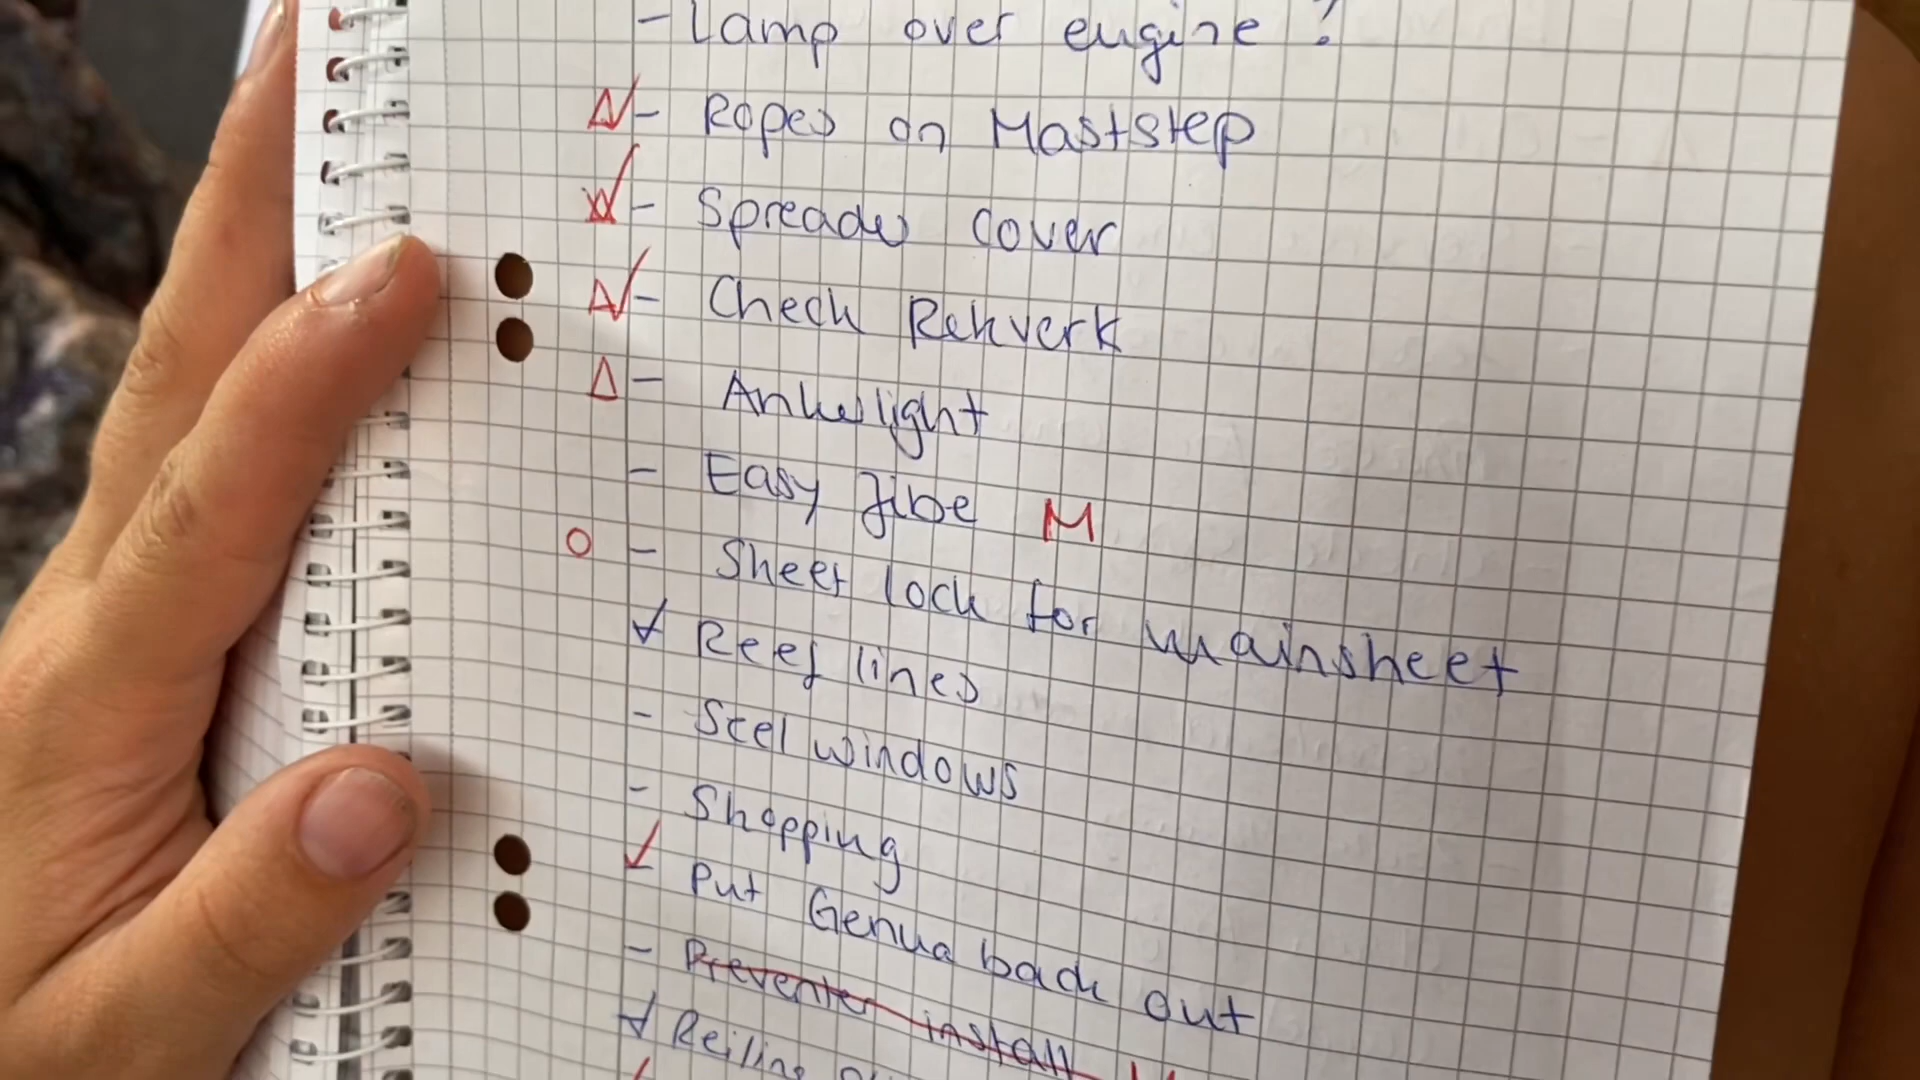 - Lamp over engine ?
- Ropes on Maststep
- Spreader cover
- Check Rekverk
- Ankerlight
- Easy Jibe M
- Sheet lock for mainsheet
Reef lines
- Seel windows
- Shopping
Put Genua back out
- Preventer install
Reiling